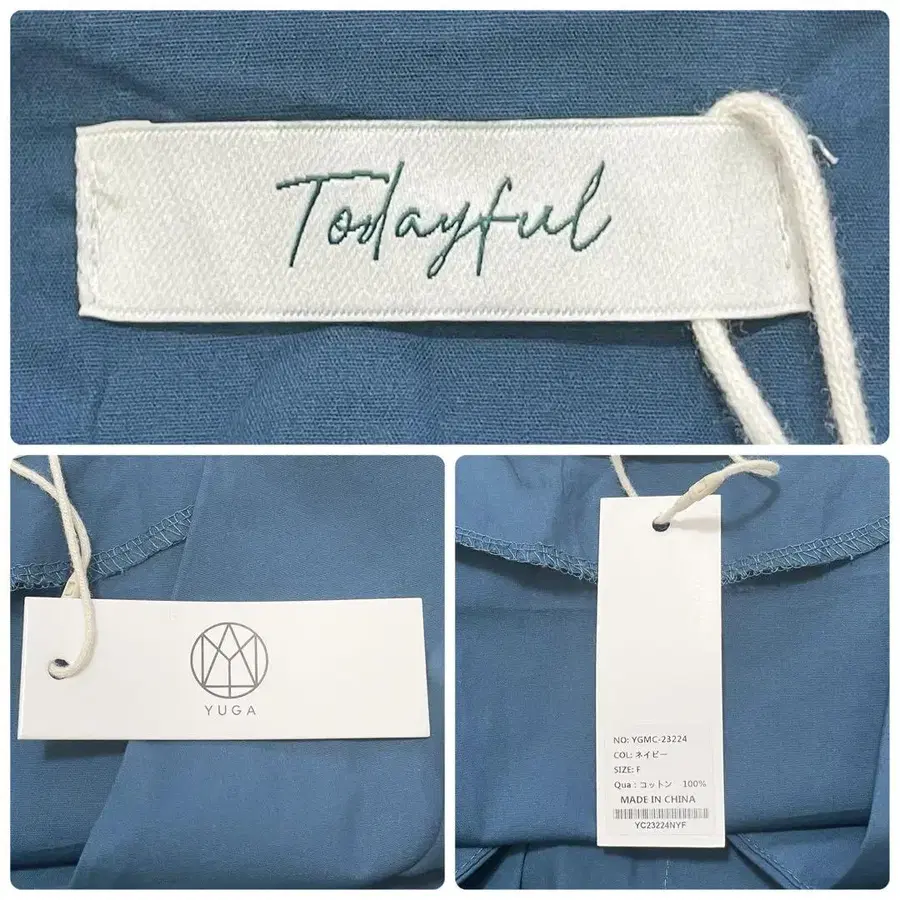 Todayful
YUGA
NO: YGMC-23224
COL: ネイビー
SIZE: F
Qua : コットン 100%
MADE IN CHINA
YC23224NYF